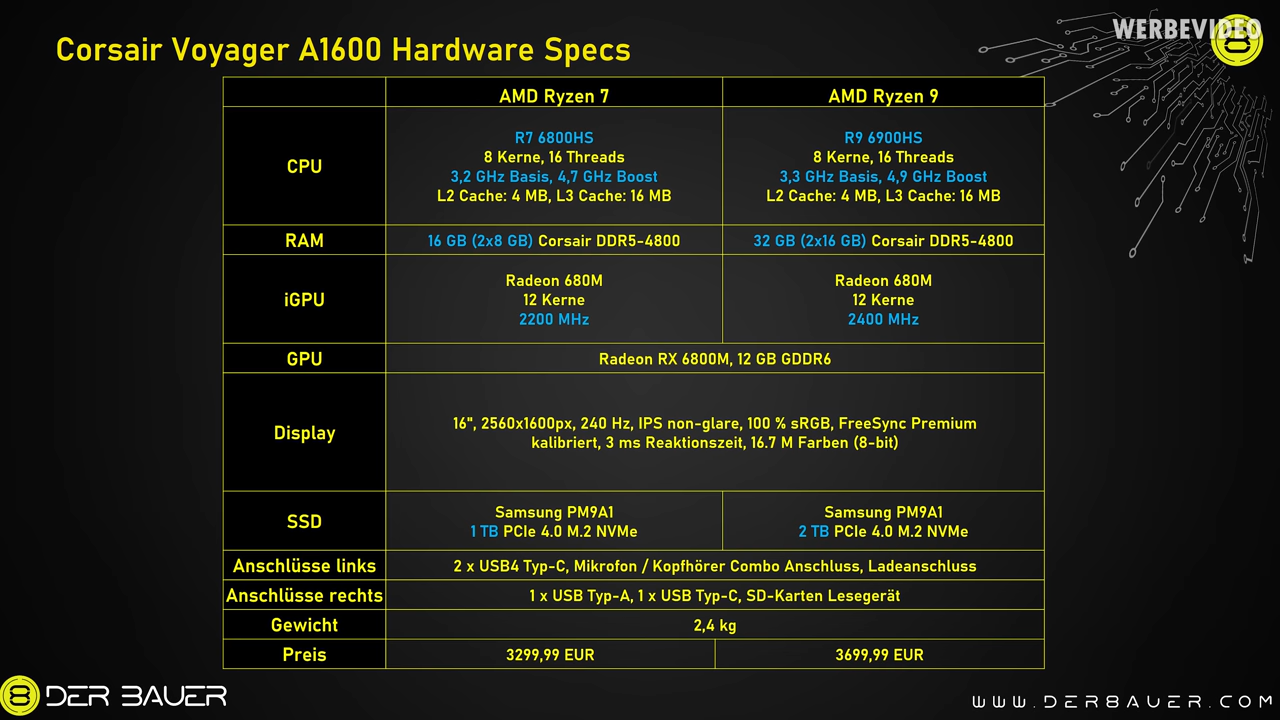 WERBEVIDEO
Corsair Voyager A1600 Hardware Specs
AMD Ryzen 7
AMD Ryzen 9
CPU
R7 6800HS
8 Kerne, 16 Threads
3,2 GHz Basis, 4,7 GHz Boost
L2 Cache: 4 MB, L3 Cache: 16 MB
R9 6900HS
8 Kerne, 16 Threads
3,3 GHz Basis, 4,9 GHz Boost
L2 Cache: 4 MB, L3 Cache: 16 MB
RAM
16 GB (2x8 GB) Corsair DDR5-4800
32 GB (2x16 GB) Corsair DDR5-4800
iGPU
Radeon 680M
12 Kerne
2200 MHz
Radeon 680M
12 Kerne
2400 MHz
GPU
Radeon RX 6800M, 12 GB GDDR6
Display
16", 2560x1600px, 240 Hz, IPS non-glare, 100 % sRGB, FreeSync Premium
kalibriert, 3 ms Reaktionszeit, 16.7 M Farben (8-bit)
SSD
Samsung PM9A1
1 TB PCIe 4.0 M.2 NVMe
Samsung PM9A1
2 TB PCIe 4.0 M.2 NVMe
Anschlüsse links
2 x USB4 Typ-C, Mikrofon / Kopfhörer Combo Anschluss, Ladeanschluss
Anschlüsse rechts
1 x USB Typ-A, 1 x USB Typ-C, SD-Karten Lesegerät
Gewicht
2,4 kg
Preis
3299,99 EUR
3699,99 EUR
8 DER BAUER
WWW.DER8AUER.COM